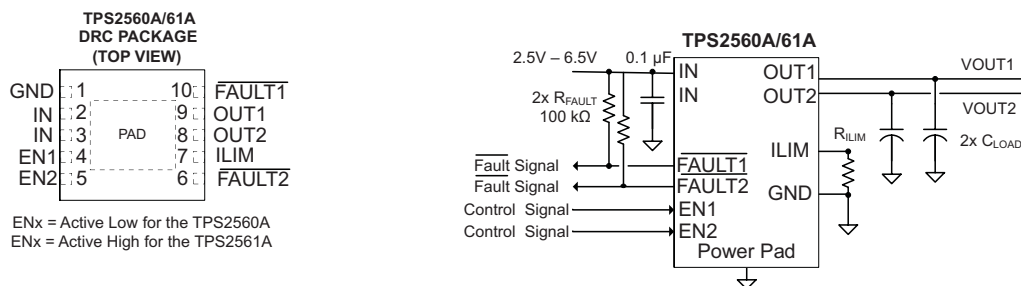 TPS2560A/61A
DRC PACKAGE
(TOP VIEW)
GND 1 10 FAULT1
IN 2 9 OUT1
IN 3 PAD 8 OUT2
EN1 4 7 ILIM
EN2 5 6 FAULT2
ENx = Active Low for the TPS2560A
ENx = Active High for the TPS2561A
TPS2560A/61A
2.5V – 6.5V 0.1 µF
IN OUT1 VOUT1
IN OUT2 VOUT2
2x RFAULT
100 kΩ
RILIM 2x CLOAD
ILIM
Fault Signal FAULT1
Fault Signal FAULT2
GND
Control Signal EN1
Control Signal EN2
Power Pad